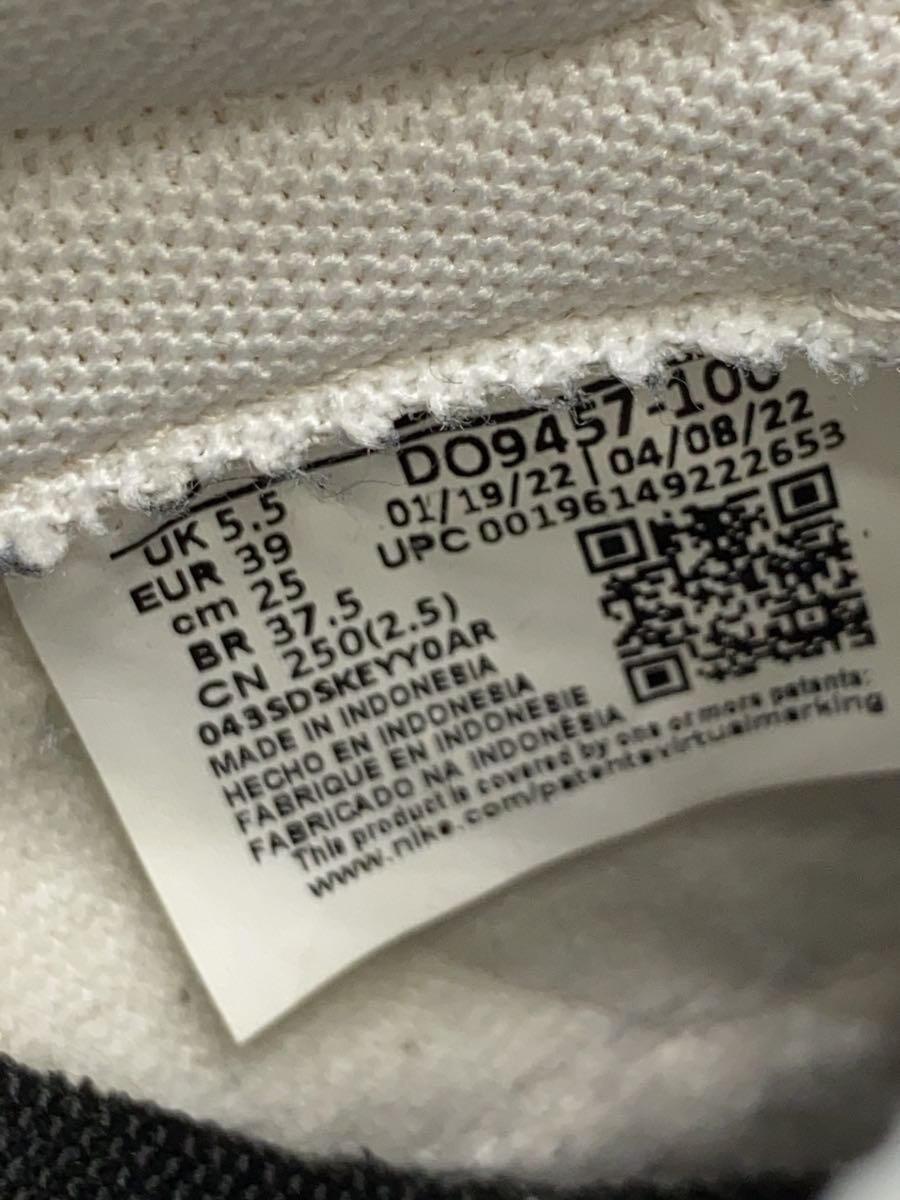 DO9457-100
01/19/22 | 04/08/22
UPC 00196149222653
UK 5.5
EUR 39
cm 25
BR 37.5
CN 250(2.5)
043SDSKEYY0AR
MADE IN INDONESIA
HECHO EN INDONESIA
FABRIQUE EN INDONESIE
FABRICADO NA INDONÉSIA
This product is covered by one or more patents:
www.nike.com/patentsvirtualmarking